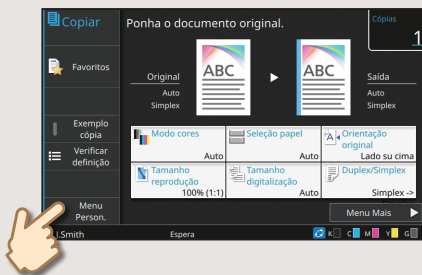 Copiar
Ponha o documento original.
Cópias
1
Favoritos
Original
Auto
Simplex
ABC
ABC
Saída
Auto
Simplex
Exemplo
cópia
Verificar
definição
Modo cores
Auto
Seleção papel
Auto
Orientação
original
Lado su cima
Tamanho
reprodução
100% (1:1)
Tamanho
digitalização
Auto
Duplex/Simplex
Simplex ->
Menu
Person.
Menu Mais
.Smith
Espera
K C M Y G